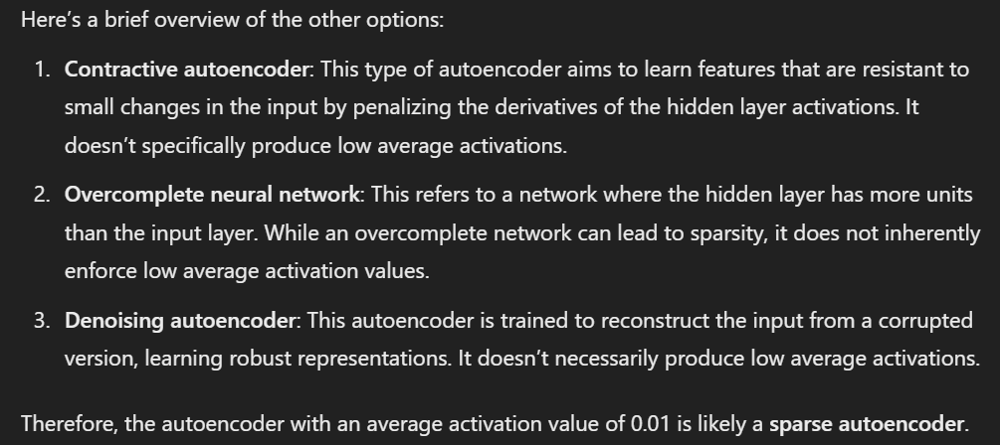 Here’s a brief overview of the other options:
1. Contractive autoencoder: This type of autoencoder aims to learn features that are resistant to
small changes in the input by penalizing the derivatives of the hidden layer activations. It
doesn’t specifically produce low average activations.
2. Overcomplete neural network: This refers to a network where the hidden layer has more units
than the input layer. While an overcomplete network can lead to sparsity, it does not inherently
enforce low average activation values.
3. Denoising autoencoder: This autoencoder is trained to reconstruct the input from a corrupted
version, learning robust representations. It doesn’t necessarily produce low average activations.
Therefore, the autoencoder with an average activation value of 0.01 is likely a sparse autoencoder.